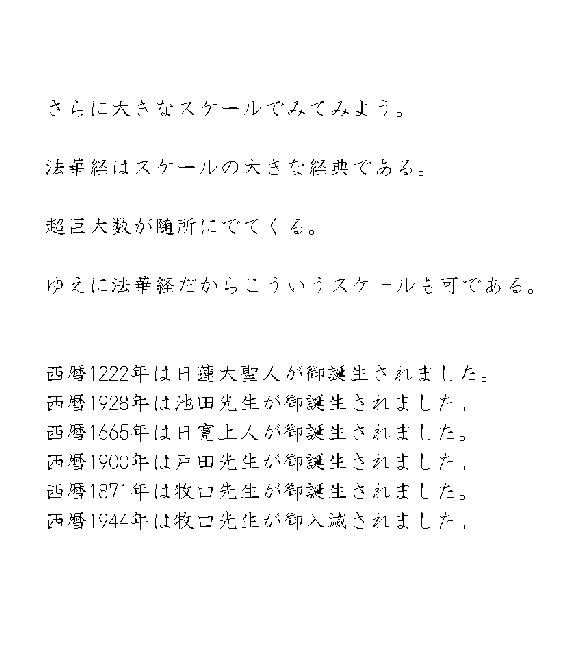 さらに大きなスケールでみてみよう。
法華経はスケールの大きな経典である。
超巨大数が随所にでてくる。
ゆえに法華経だからこういうスケールも可である。
西暦1222年は日蓮大聖人が御誕生されました。
西暦1928年は池田先生が御誕生されました。
西暦1665年は日寛上人が御誕生されました。
西暦1900年は戸田先生が御誕生されました。
西暦1871年は牧口先生が御誕生されました。
西暦1944年は牧口先生が御入滅されました。